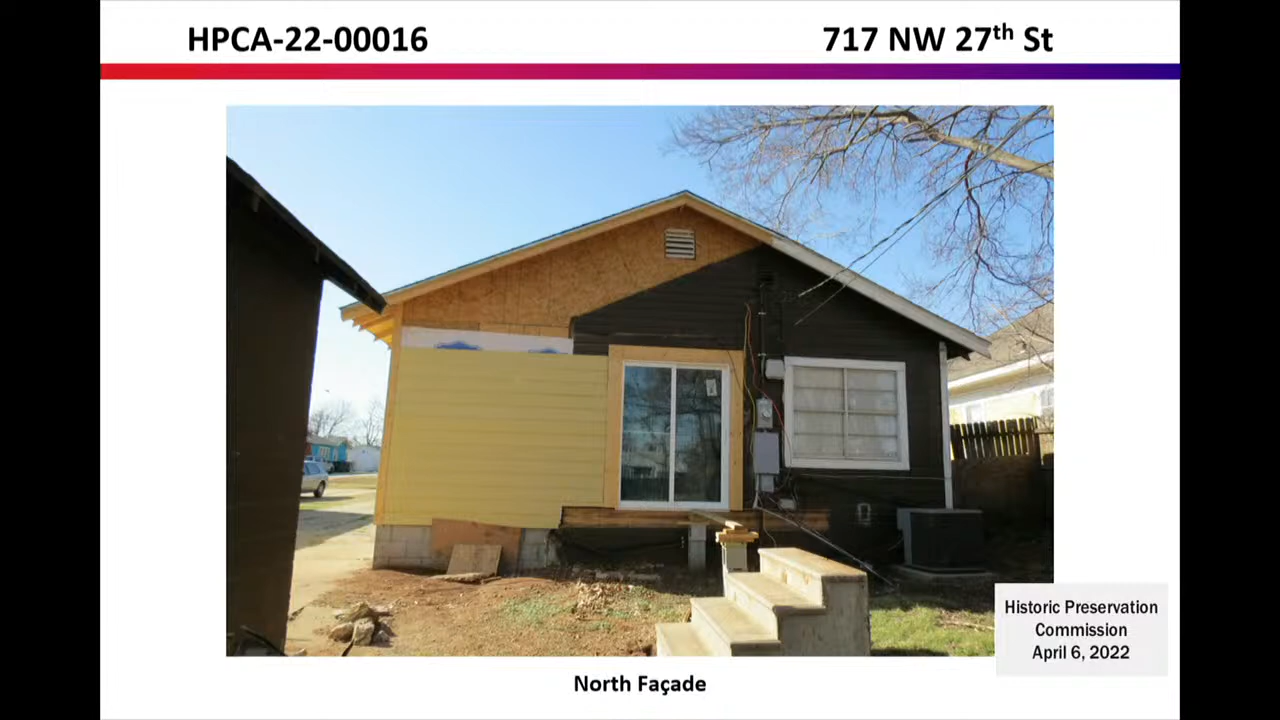 HPCA-22-00016
717 NW 27th St
North Façade
Historic Preservation
Commission
April 6, 2022